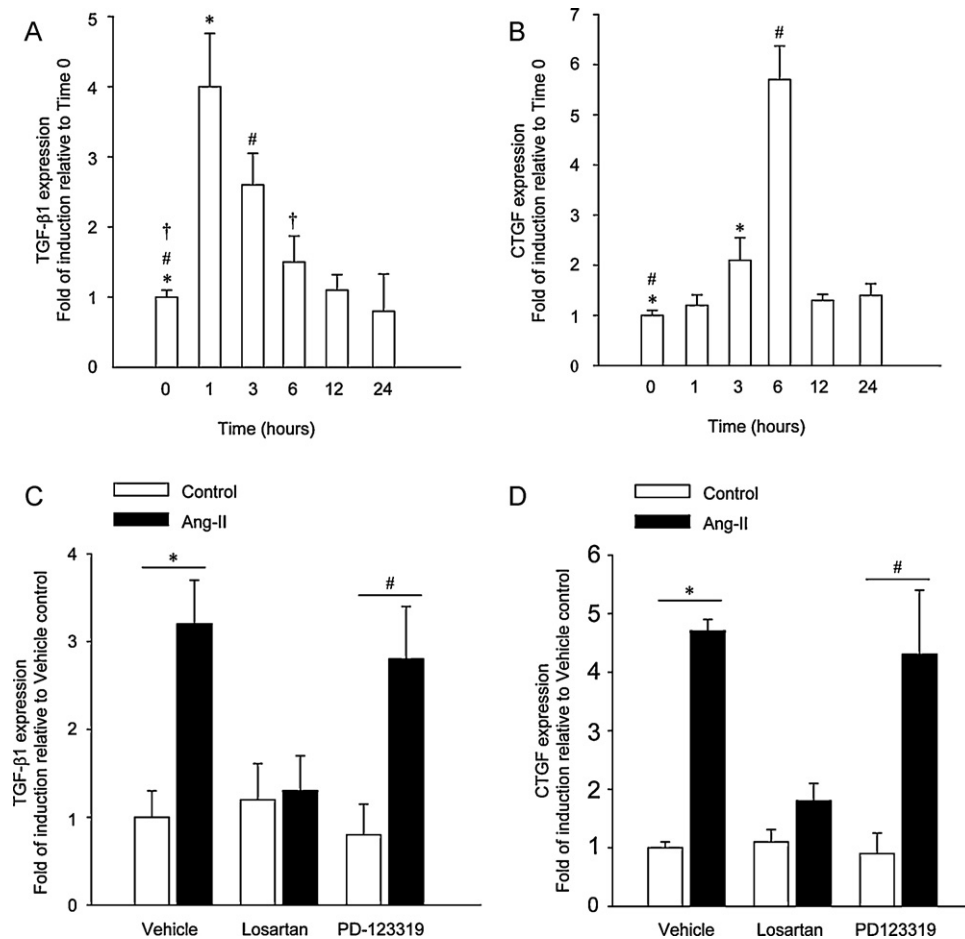 A
TGF-β1 expression
Fold of induction relative to Time 0
5
4
3
2
1
0
†
#
*
*
#
†
0 1 3 6 12 24
Time (hours)
B
CTGF expression
Fold of induction relative to Time 0
7
6
5
4
3
2
1
0
#
*
*
#
0 1 3 6 12 24
Time (hours)
C
Control
Ang-II
TGF-β1 expression
Fold of induction relative to Vehicle control
4
3
2
1
0
*
#
Vehicle Losartan PD-123319
D
Control
Ang-II
CTGF expression
Fold of induction relative to Vehicle control
6
5
4
3
2
1
0
*
#
Vehicle Losartan PD123319